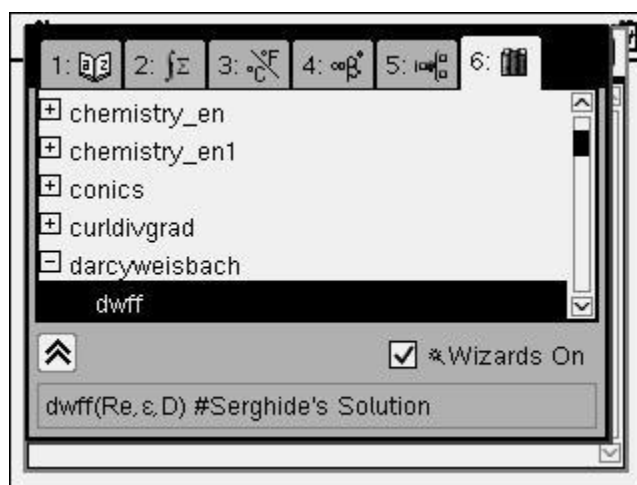 1: 2: ∫Σ 3: °C°F 4: ∞β° 5: 6:
chemistry_en
chemistry_en1
conics
curldivgrad
darcyweisbach
dwff
Wizards On
dwff(Re,ε,D) #Serghide's Solution